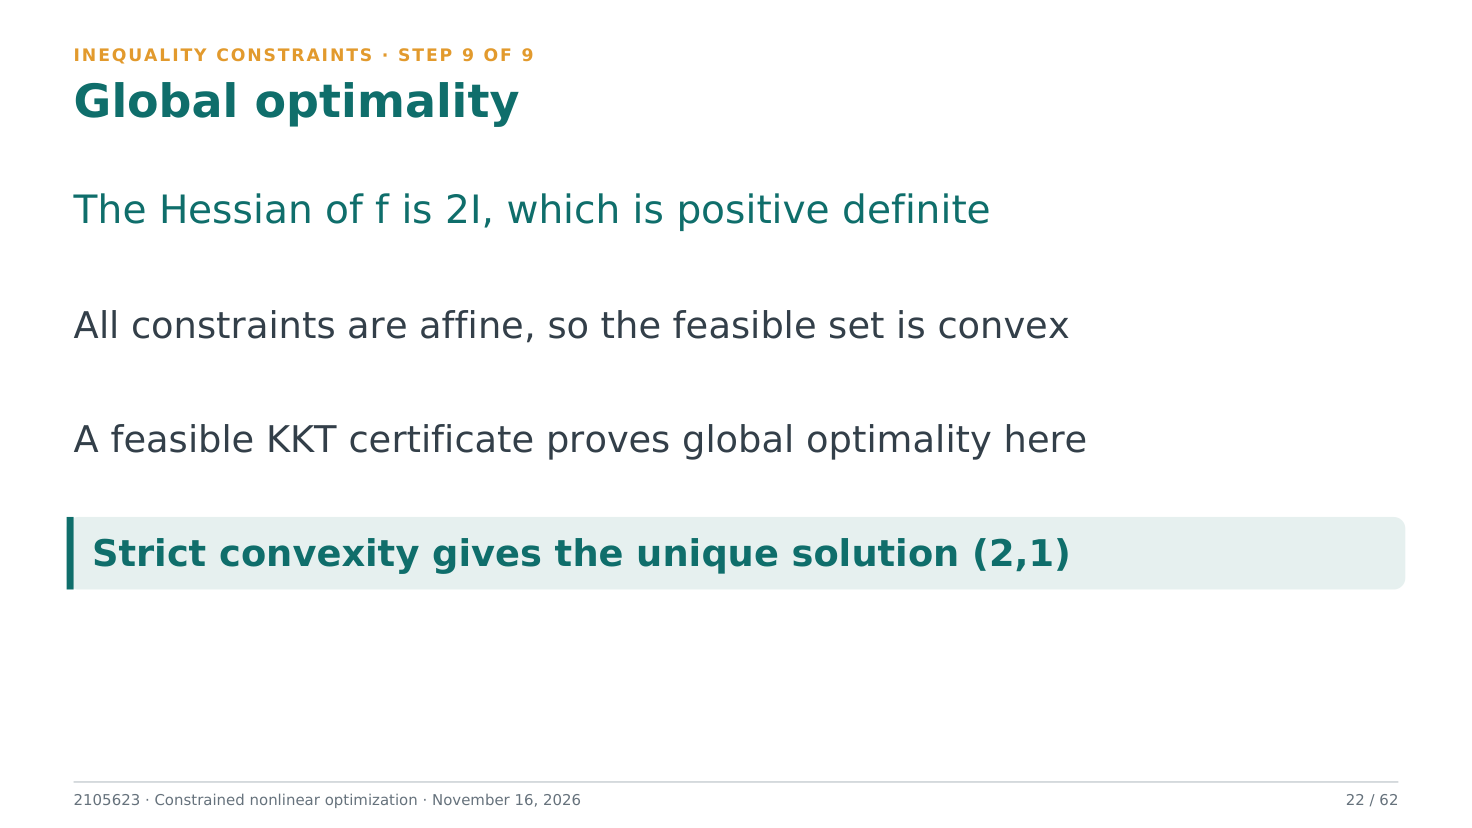 INEQUALITY CONSTRAINTS · STEP 9 OF 9
Global optimality
The Hessian of f is 2I, which is positive definite
All constraints are affine, so the feasible set is convex
A feasible KKT certificate proves global optimality here
Strict convexity gives the unique solution (2,1)
2105623 · Constrained nonlinear optimization · November 16, 2026
22 / 62